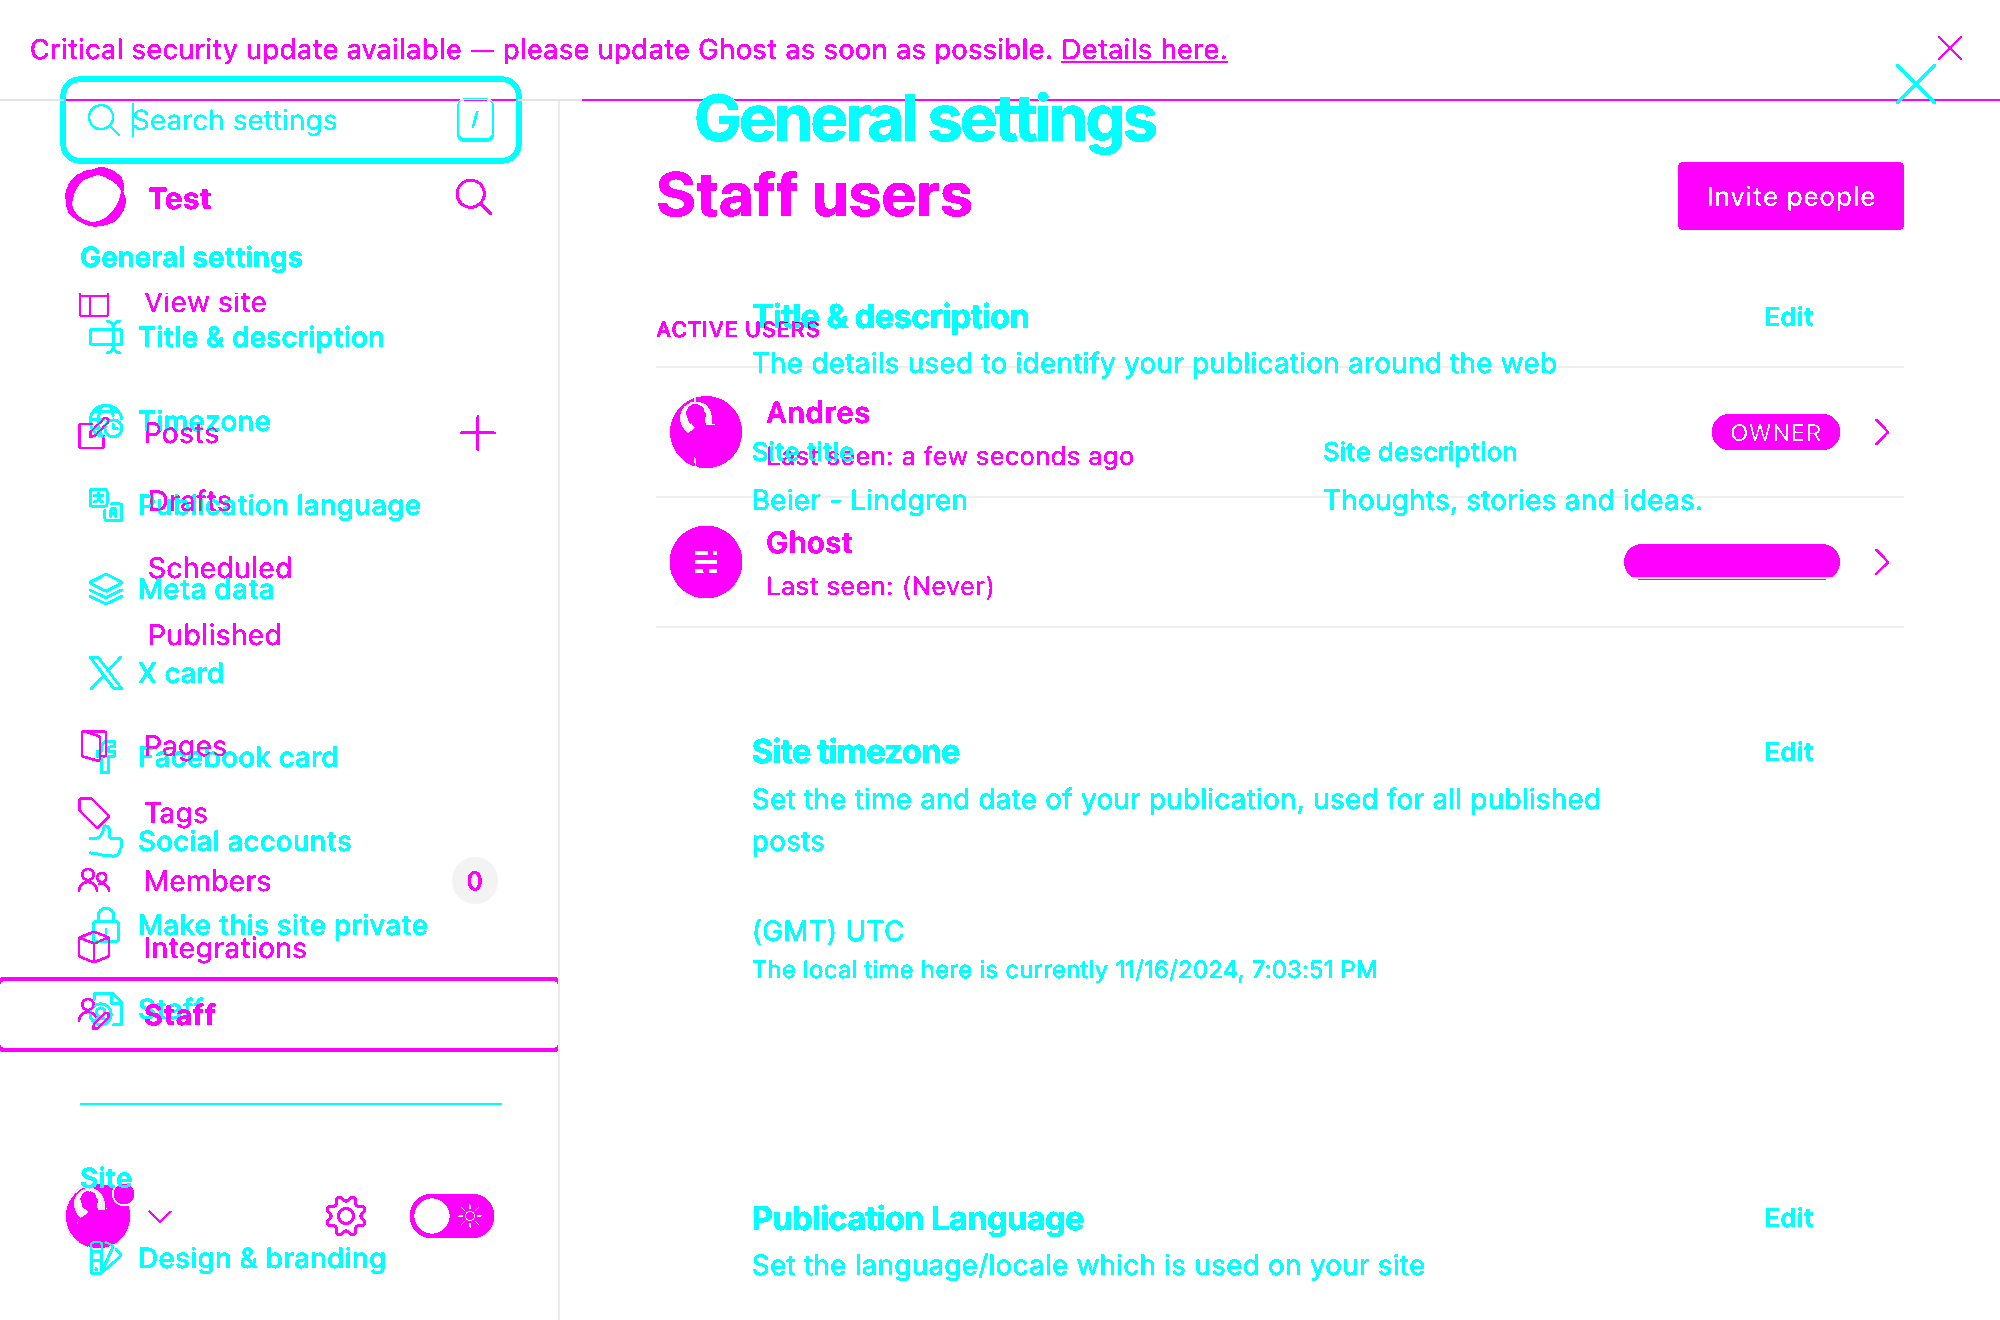 Critical security update available — please update Ghost as soon as possible. Details here.
Search settings
/
General settings
Test
Staff users
Invite people
General settings
View site
Title & description
Title & description
Edit
ACTIVE USERS
The details used to identify your publication around the web
Timezone
Posts
Andres
OWNER
Site title
Last seen: a few seconds ago
Site description
Drafts
Publication language
Beier - Lindgren
Thoughts, stories and ideas.
Ghost
Scheduled
Meta data
Last seen: (Never)
Published
X card
Pages
Facebook card
Site timezone
Edit
Set the time and date of your publication, used for all published
posts
Tags
Social accounts
Members
0
Make this site private
Integrations
(GMT) UTC
The local time here is currently 11/16/2024, 7:03:51 PM
Staff
Staff
Site
Publication Language
Edit
Design & branding
Set the language/locale which is used on your site